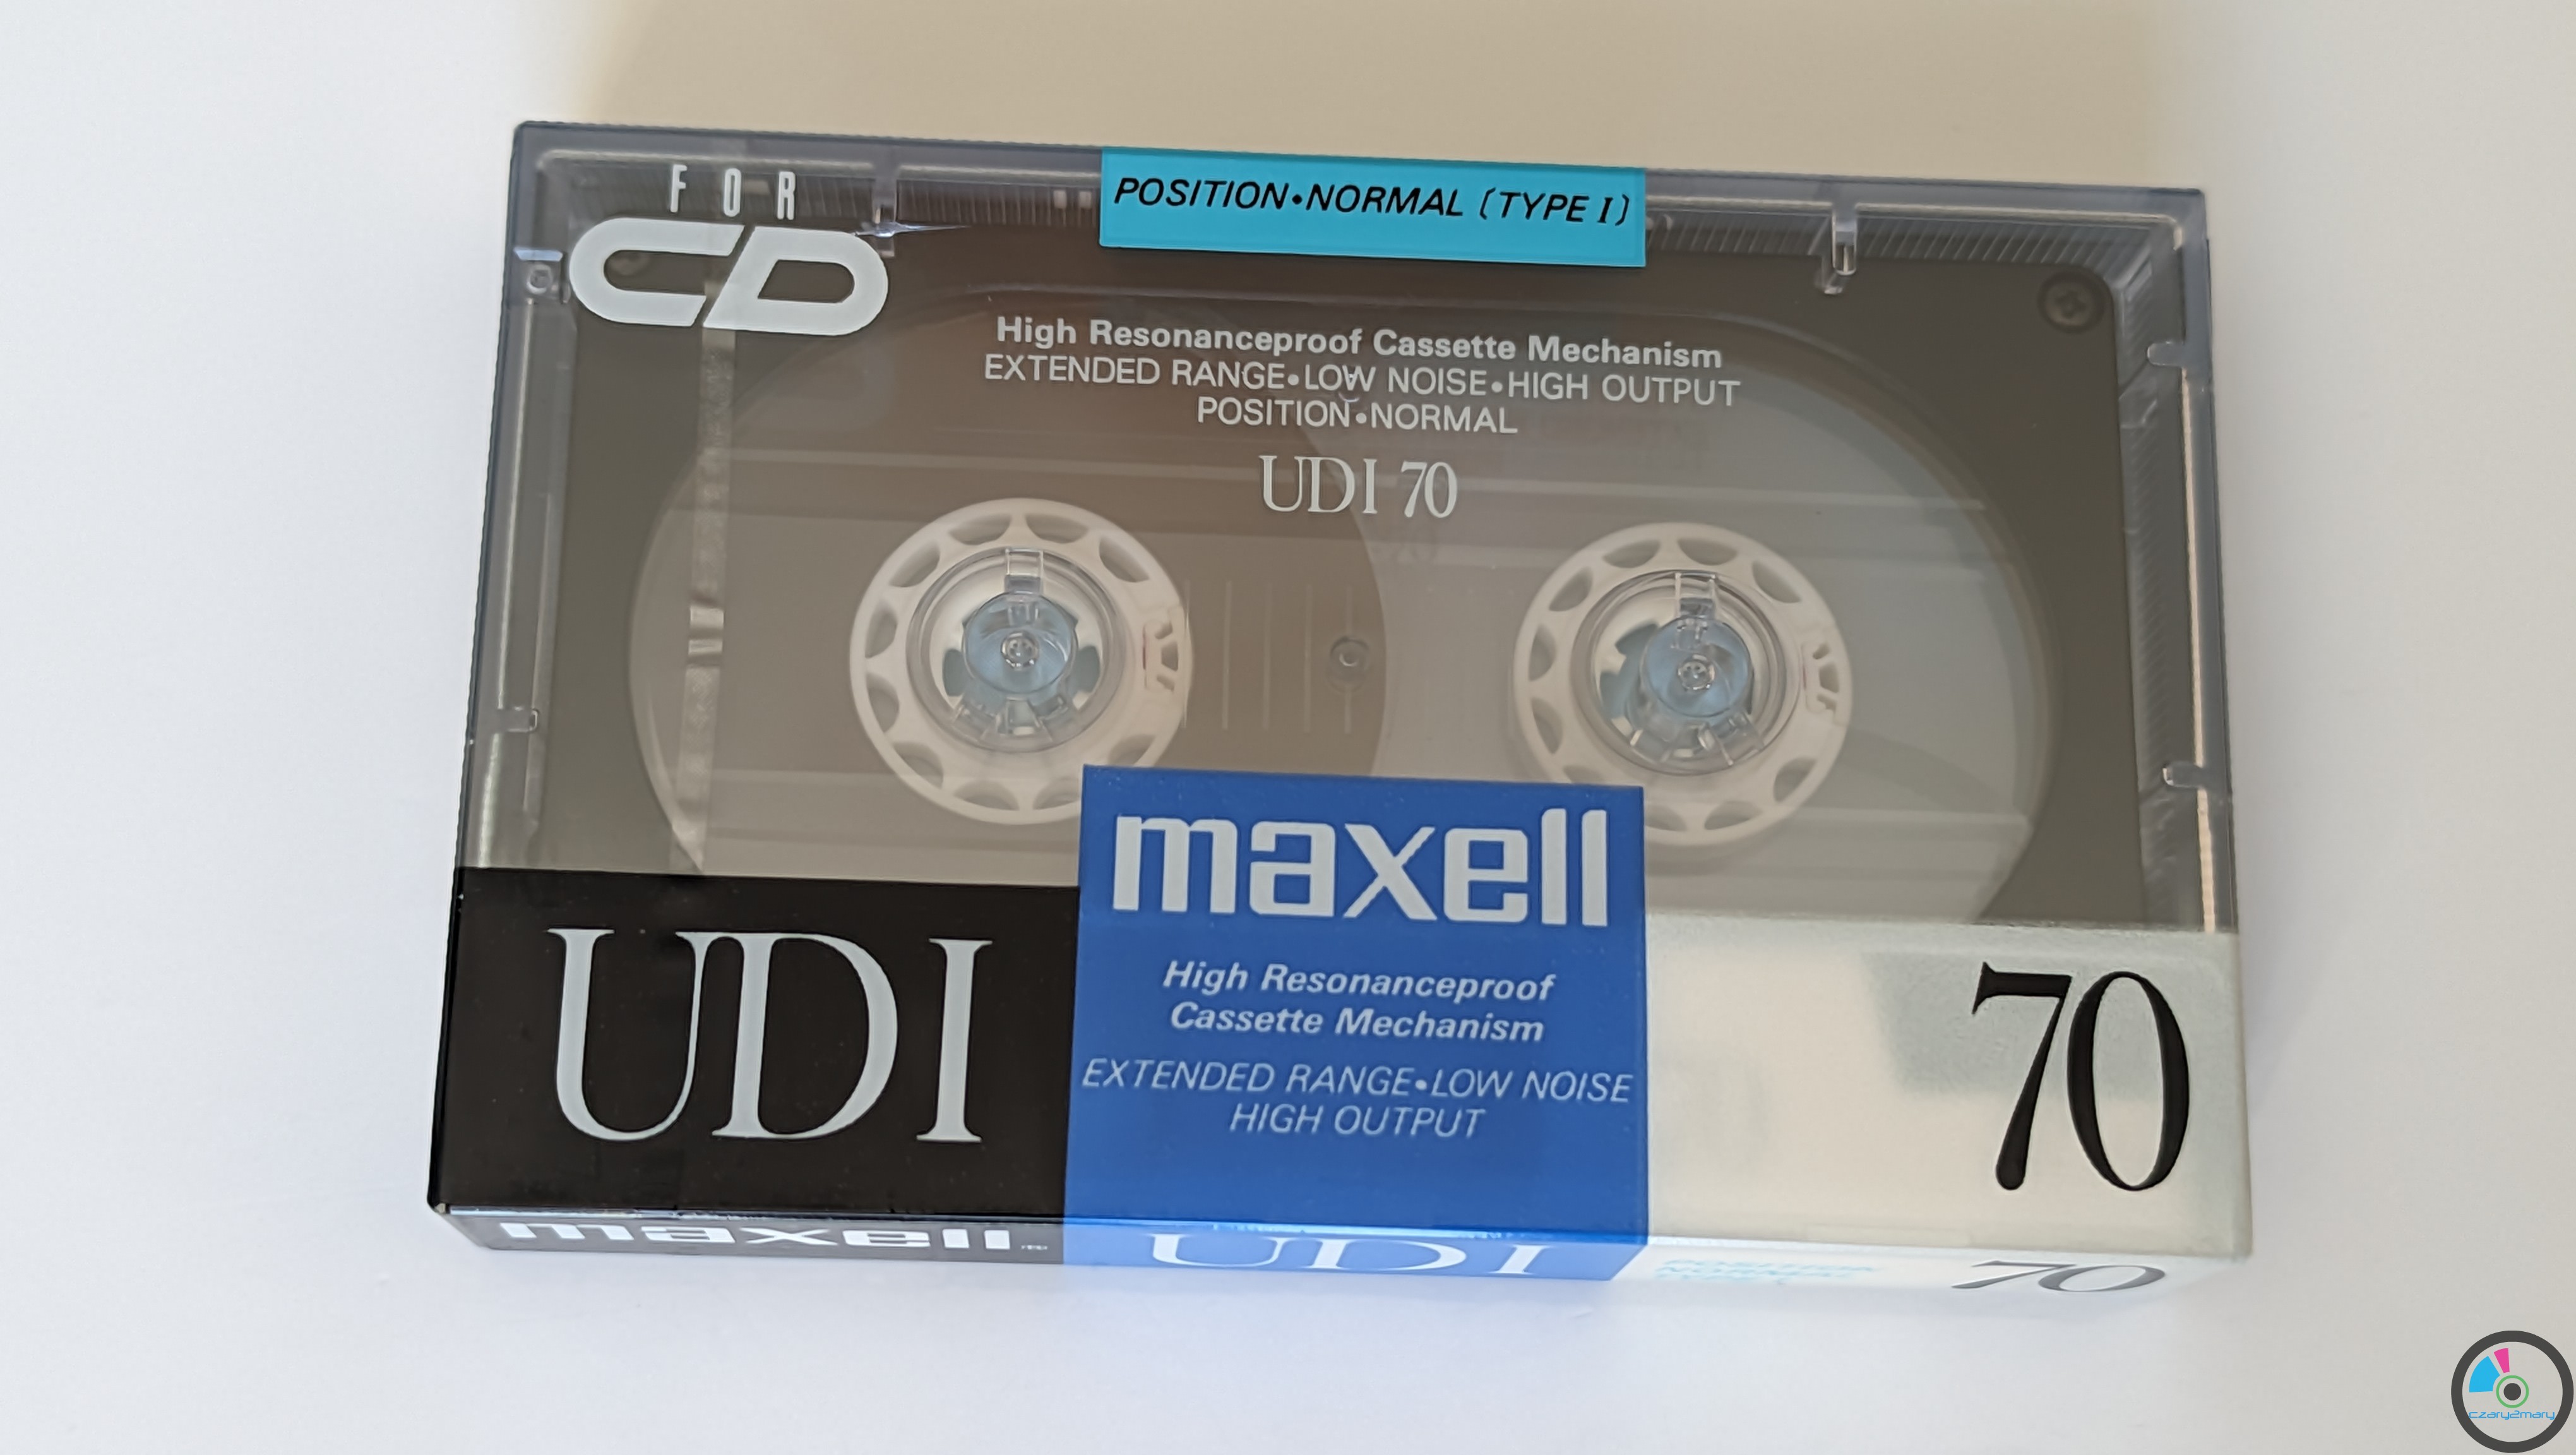 FOR
CD
POSITION•NORMAL (TYPE I)
High Resonanceproof Cassette Mechanism
EXTENDED RANGE•LOW NOISE•HIGH OUTPUT
POSITION•NORMAL
UDI 70
maxell
High Resonanceproof
Cassette Mechanism
EXTENDED RANGE•LOW NOISE
HIGH OUTPUT
UDI
70
maxell
UDI
70
czary2mary